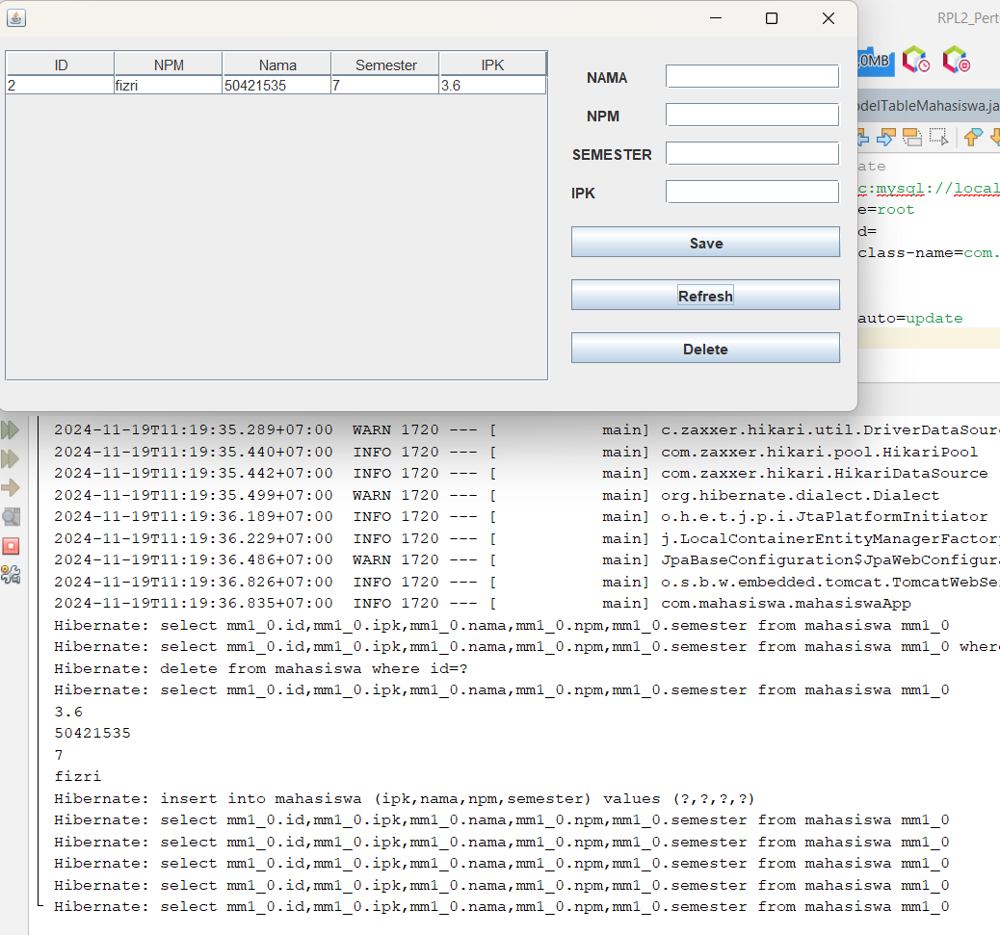 RPL2_Pert
ID NPM Nama Semester IPK
2 fizri 50421535 7 3.6
NAMA
NPM
SEMESTER
IPK
Save
Refresh
Delete
0MB
odelTableMahasiswa.ja
ate
c:mysql://local
e=root
d=
class-name=com.
auto=update
2024-11-19T11:19:35.289+07:00 WARN 1720 --- [ main] c.zaxxer.hikari.util.DriverDataSour
2024-11-19T11:19:35.440+07:00 INFO 1720 --- [ main] com.zaxxer.hikari.pool.HikariPool
2024-11-19T11:19:35.442+07:00 INFO 1720 --- [ main] com.zaxxer.hikari.HikariDataSource
2024-11-19T11:19:35.499+07:00 WARN 1720 --- [ main] org.hibernate.dialect.Dialect
2024-11-19T11:19:36.189+07:00 INFO 1720 --- [ main] o.h.e.t.j.p.i.JtaPlatformInitiator
2024-11-19T11:19:36.229+07:00 INFO 1720 --- [ main] j.LocalContainerEntityManagerFactory
2024-11-19T11:19:36.486+07:00 WARN 1720 --- [ main] JpaBaseConfiguration$JpaWebConfigura
2024-11-19T11:19:36.826+07:00 INFO 1720 --- [ main] o.s.b.w.embedded.tomcat.TomcatWebSe
2024-11-19T11:19:36.835+07:00 INFO 1720 --- [ main] com.mahasiswa.mahasiswaApp
Hibernate: select mm1_0.id,mm1_0.ipk,mm1_0.nama,mm1_0.npm,mm1_0.semester from mahasiswa mm1_0
Hibernate: select mm1_0.id,mm1_0.ipk,mm1_0.nama,mm1_0.npm,mm1_0.semester from mahasiswa mm1_0 wher
Hibernate: delete from mahasiswa where id=?
Hibernate: select mm1_0.id,mm1_0.ipk,mm1_0.nama,mm1_0.npm,mm1_0.semester from mahasiswa mm1_0
3.6
50421535
7
fizri
Hibernate: insert into mahasiswa (ipk,nama,npm,semester) values (?,?,?,?)
Hibernate: select mm1_0.id,mm1_0.ipk,mm1_0.nama,mm1_0.npm,mm1_0.semester from mahasiswa mm1_0
Hibernate: select mm1_0.id,mm1_0.ipk,mm1_0.nama,mm1_0.npm,mm1_0.semester from mahasiswa mm1_0
Hibernate: select mm1_0.id,mm1_0.ipk,mm1_0.nama,mm1_0.npm,mm1_0.semester from mahasiswa mm1_0
Hibernate: select mm1_0.id,mm1_0.ipk,mm1_0.nama,mm1_0.npm,mm1_0.semester from mahasiswa mm1_0
Hibernate: select mm1_0.id,mm1_0.ipk,mm1_0.nama,mm1_0.npm,mm1_0.semester from mahasiswa mm1_0